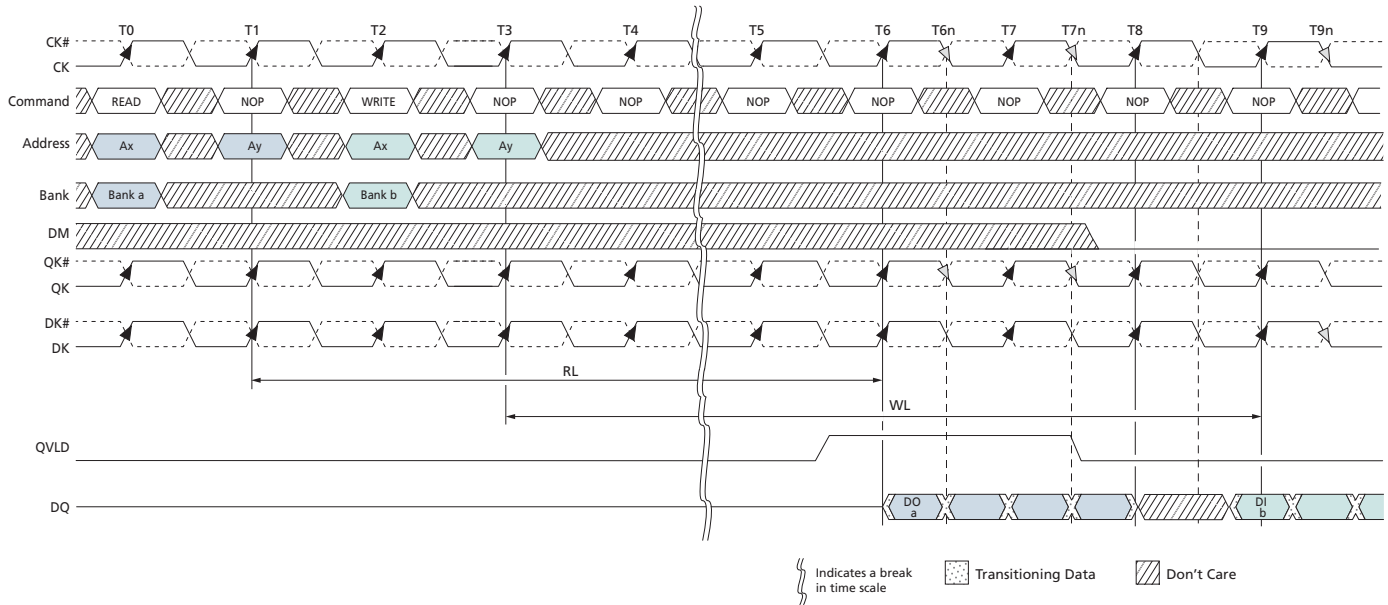 T0 T1 T2 T3 T4 T5 T6 T6n T7 T7n T8 T9 T9n
CK#
CK
Command READ NOP WRITE NOP NOP NOP NOP NOP NOP NOP
Address Ax Ay Ax Ay
Bank Bank a Bank b
DM
QK#
QK
DK#
DK
RL
WL
QVLD
DQ DO a DI b
Indicates a break
in time scale
Transitioning Data
Don't Care